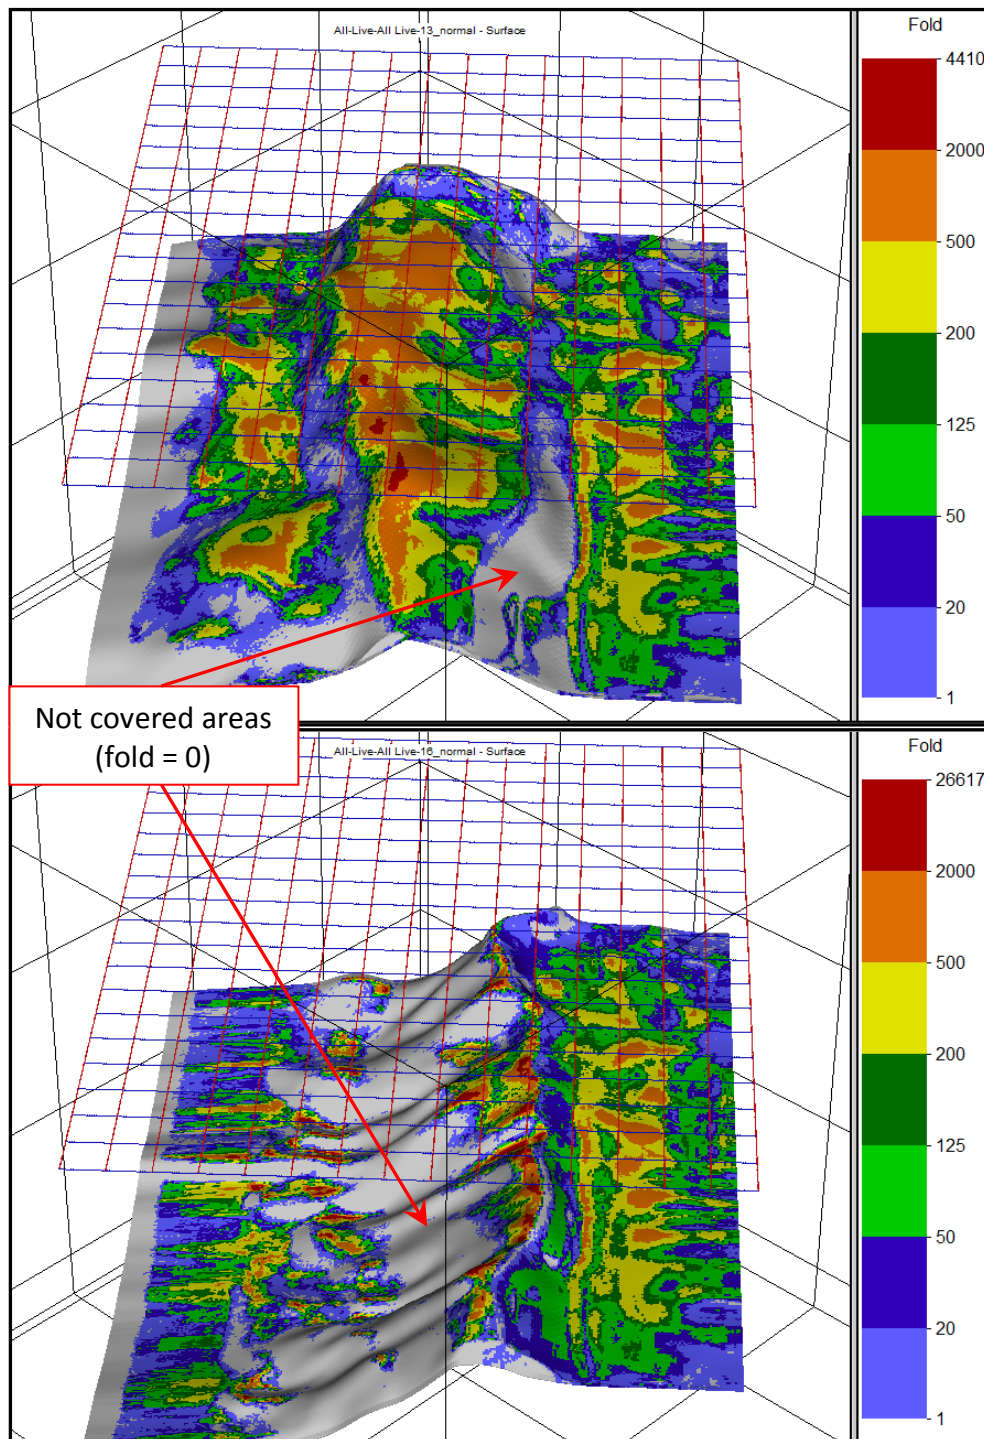 All-Live-All Live-13_normal - Surface
Fold
4410
2000
500
200
125
50
20
1
Not covered areas
(fold = 0)
All-Live-All Live-16_normal - Surface
Fold
26617
2000
500
200
125
50
20
1